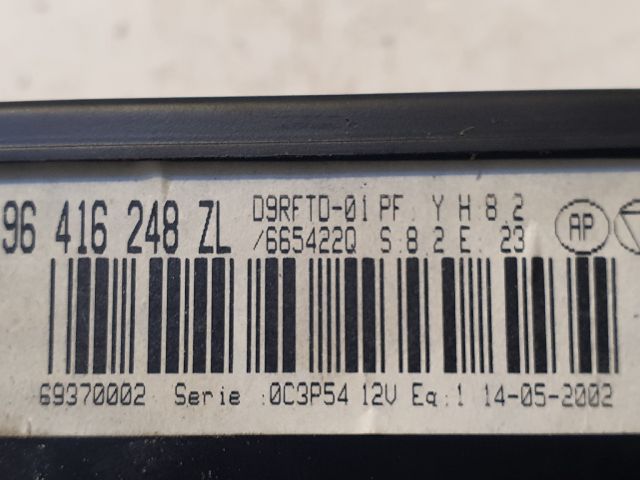 96 416 248 ZL D9RFTD-01 PF. Y H:8.2
/665422Q S:8 2 E: 23
AP
69370002 Serie :0C3P54 12V Eq:1 14-05-2002